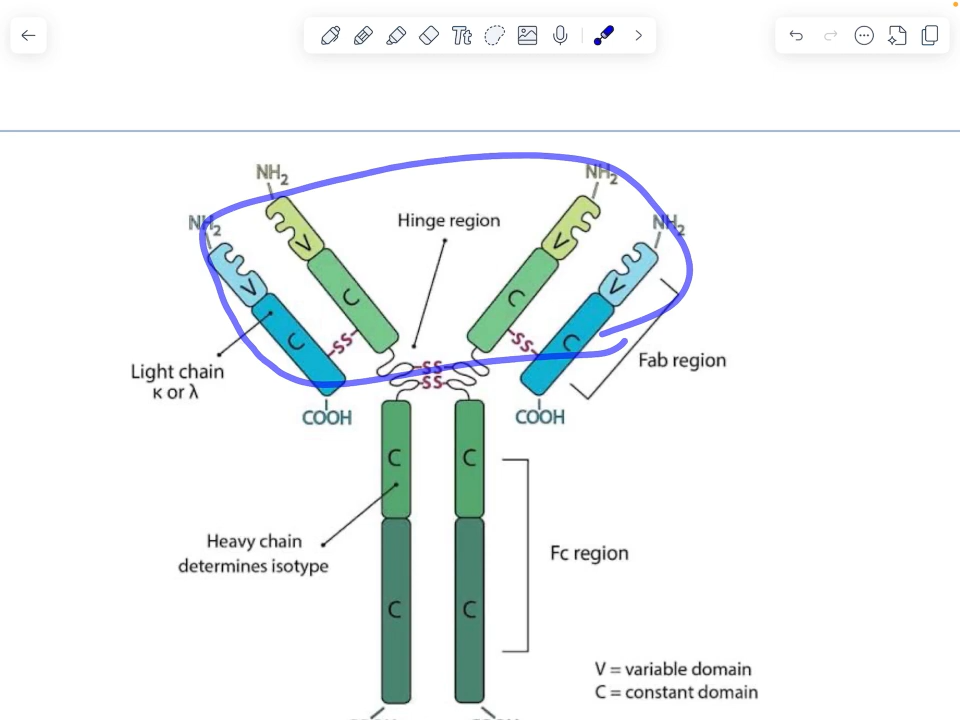 Tt
NH2
NH2
NH2
NH2
Hinge region
V
V
V
V
C
C
C
C
SS
SS
SS
SS
Light chain
κ or λ
Fab region
COOH
COOH
C
C
Heavy chain
determines isotype
Fc region
C
C
V = variable domain
C = constant domain